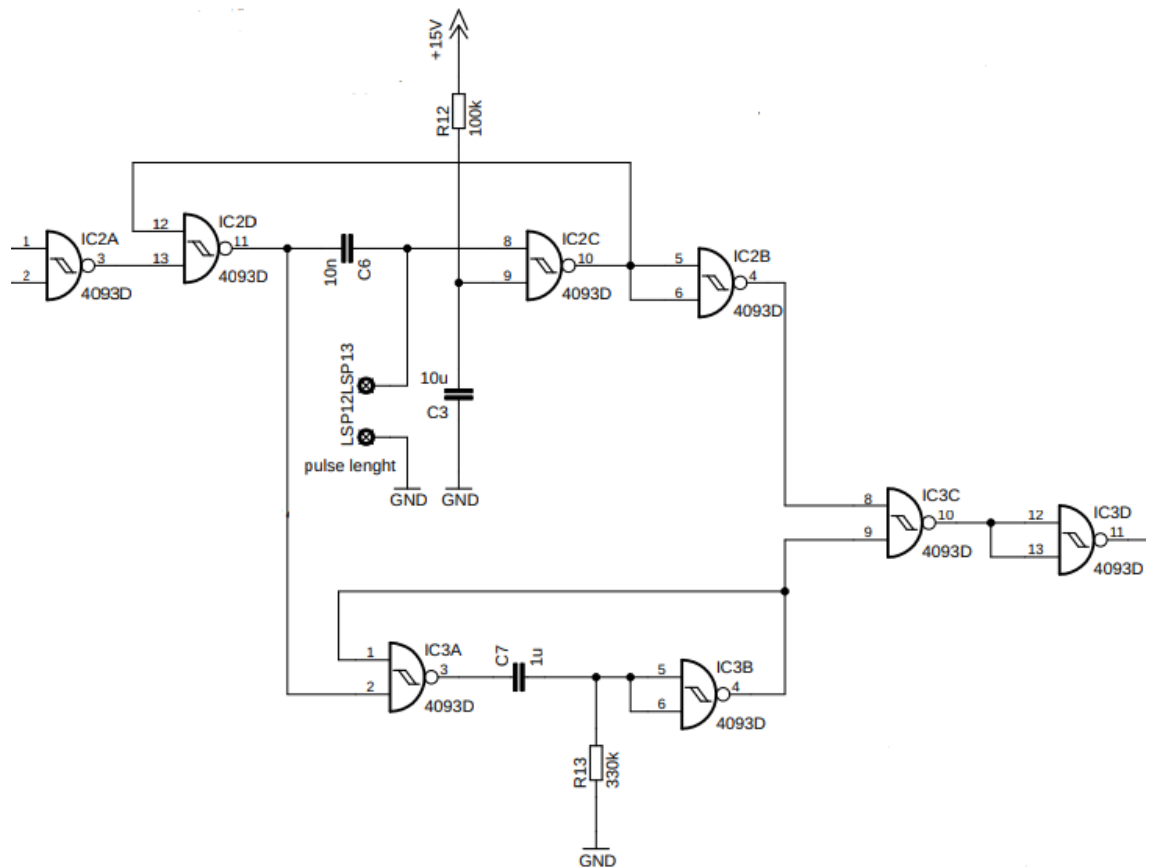 +15V
R12
100k
12
IC2D
11
13
4093D
1
IC2A
3
2
4093D
10n
C6
8
IC2C
10
9
4093D
5
IC2B
4
6
4093D
LSP12LSP13
pulse lenght
GND
10u
C3
GND
8
IC3C
10
9
4093D
12
IC3D
11
13
4093D
1
IC3A
3
2
4093D
C7
1u
5
IC3B
4
6
4093D
R13
330k
GND